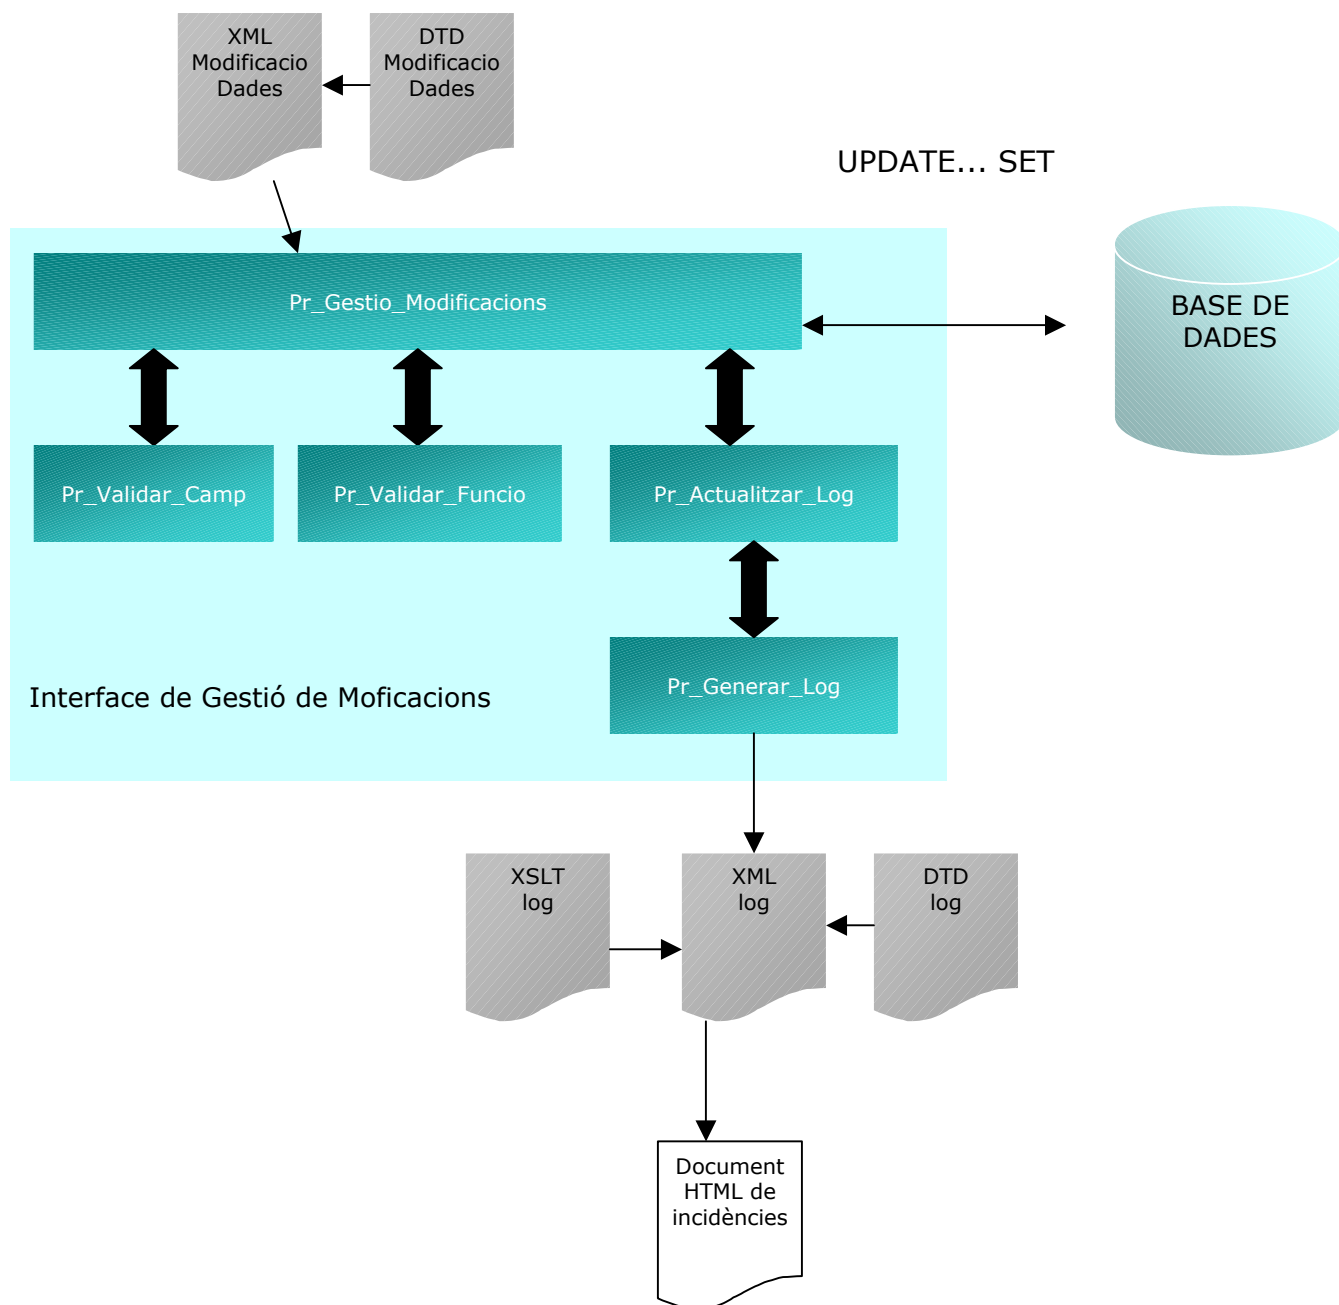 XML
Modificacio
Dades
DTD
Modificacio
Dades
UPDATE... SET
Pr_Gestio_Modificacions
BASE DE
DADES
Pr_Validar_Camp
Pr_Validar_Funcio
Pr_Actualitzar_Log
Pr_Generar_Log
Interface de Gestió de Moficacions
XSLT
log
XML
log
DTD
log
Document
HTML de
incidències